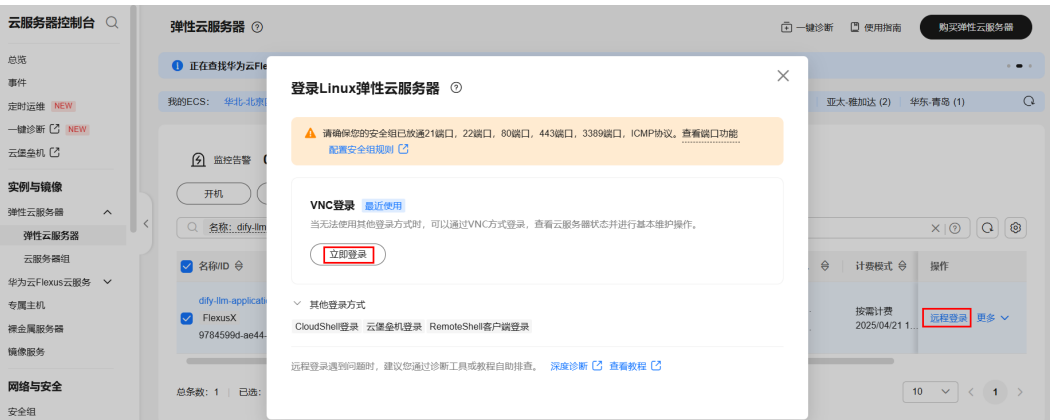 云服务器控制台
总览
事件
定时运维 NEW
一键诊断 NEW
云堡垒机
实例与镜像
弹性云服务器
弹性云服务器
云服务器组
华为云Flexus云服务
专属主机
裸金属服务器
镜像服务
网络与安全
安全组
弹性云服务器
一键诊断 使用指南 购买弹性云服务器
正在查找华为云Fle
我的ECS: 华北-北京 亚太-雅加达 (2) 华东-青岛 (1)
监控告警
开机
名称: dify-llm
名称/ID 计费模式 操作
dify-llm-applicati
FlexusX
9784599d-ae44-
按需计费
2025/04/21 1...
远程登录 更多
总条数: 1 已选:
10 1
登录Linux弹性云服务器
请确保您的安全组已放通21端口，22端口，80端口，443端口，3389端口，ICMP协议。查看端口功能
配置安全组规则
VNC登录 最近使用
当无法使用其他登录方式时，可以通过VNC方式登录，查看云服务器状态并进行基本维护操作。
立即登录
其他登录方式
CloudShell登录 云堡垒机登录 RemoteShell客户端登录
远程登录遇到问题时，建议您通过诊断工具或教程自助排查。 深度诊断 查看教程